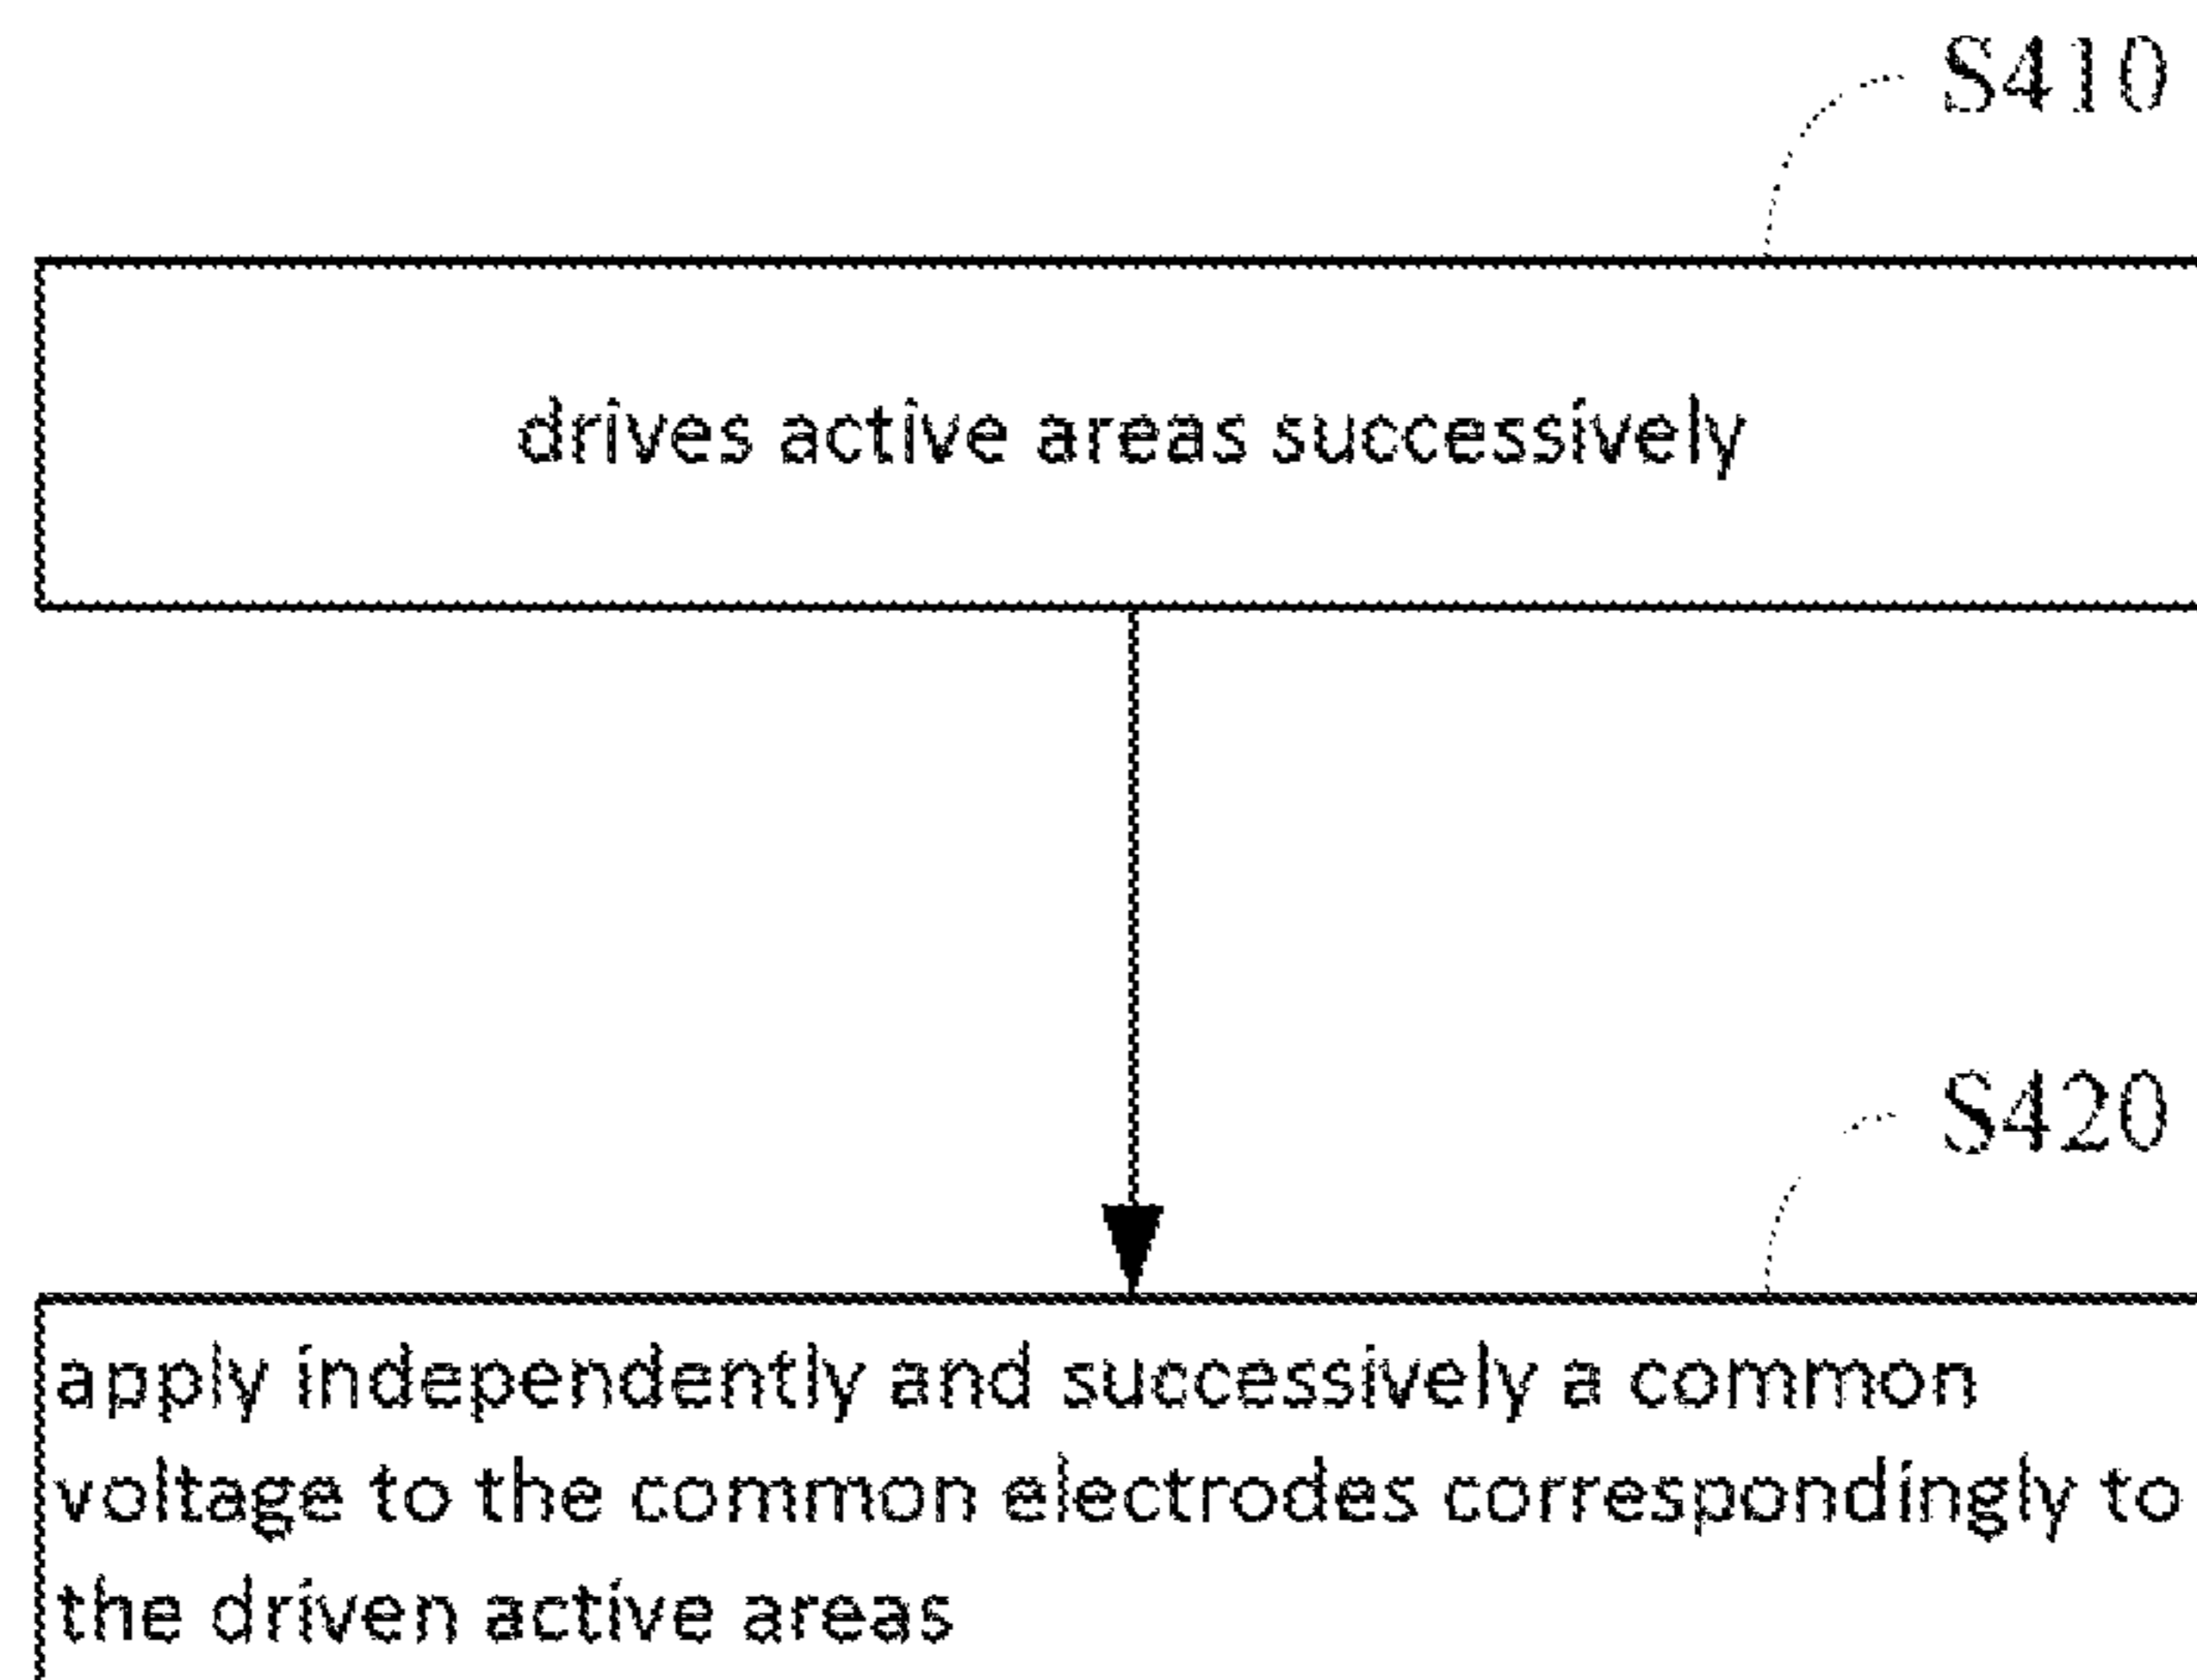 S410
drives active areas successively
S420
apply independently and successively a common
voltage to the common electrodes correspondingly to
the driven active areas